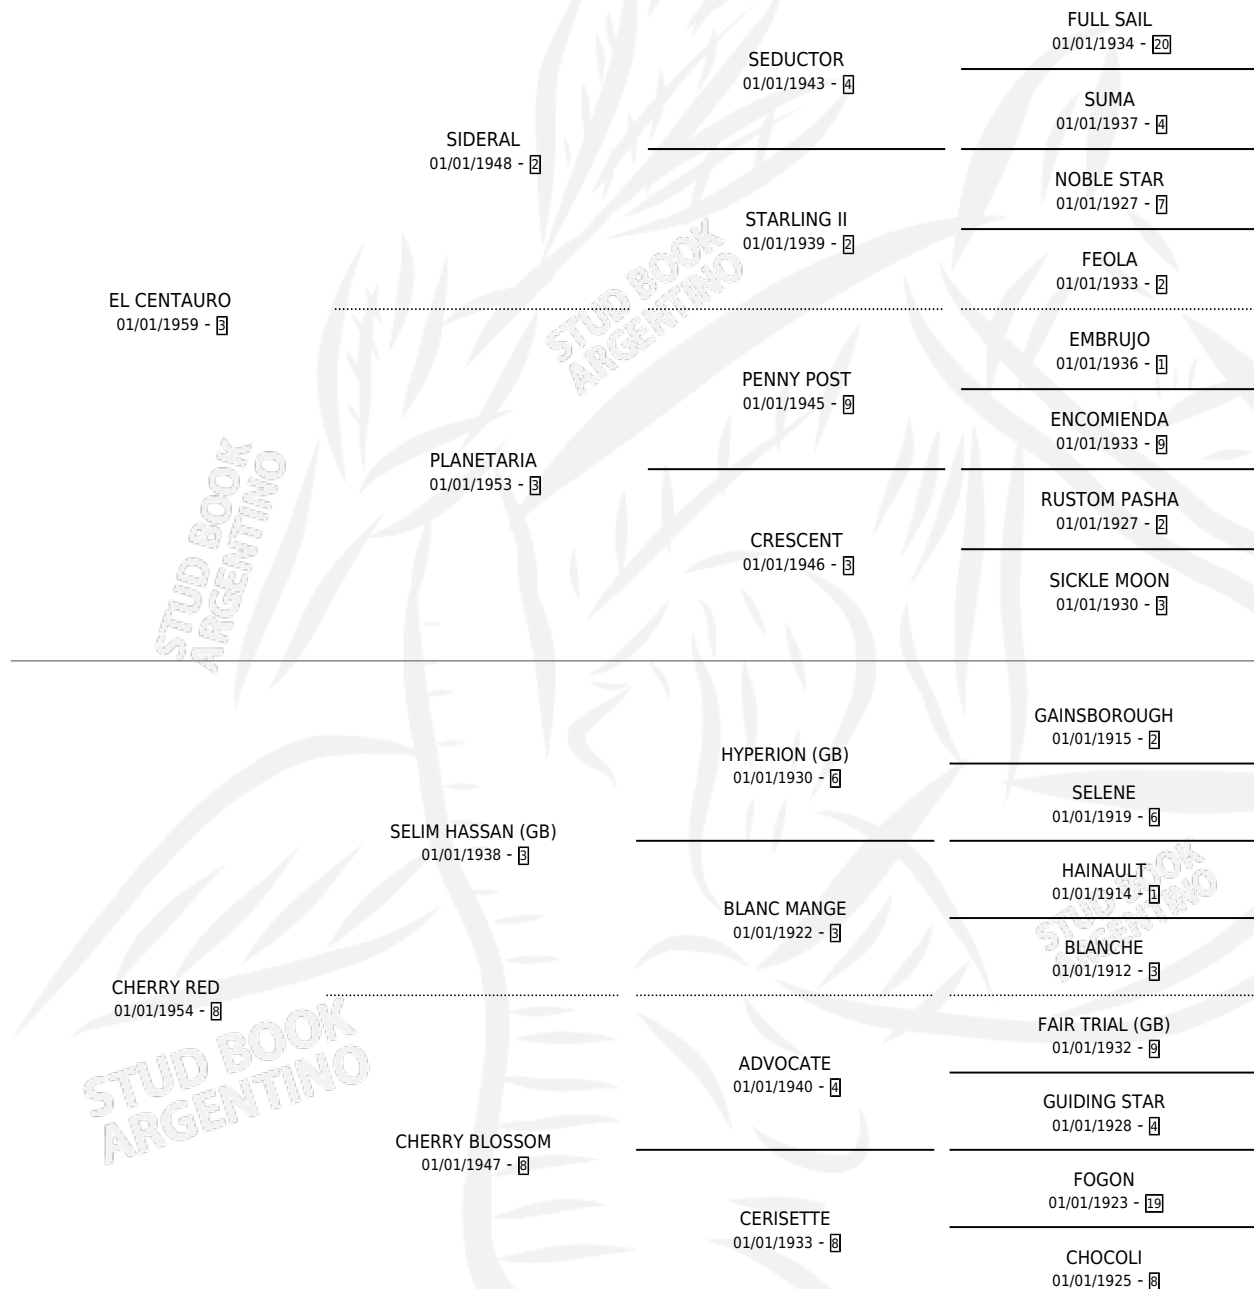 FULL SAIL
01/01/1934 - 20
SEDUCTOR
01/01/1943 - 4
SUMA
01/01/1937 - 4
SIDERAL
01/01/1948 - 2
NOBLE STAR
01/01/1927 - 7
STARLING II
01/01/1939 - 2
FEOLA
01/01/1933 - 2
EL CENTAURO
01/01/1959 - 3
EMBRUJO
01/01/1936 - 1
PENNY POST
01/01/1945 - 9
ENCOMIENDA
01/01/1933 - 9
PLANETARIA
01/01/1953 - 3
RUSTOM PASHA
01/01/1927 - 2
CRESCENT
01/01/1946 - 3
SICKLE MOON
01/01/1930 - 3
GAINSBOROUGH
01/01/1915 - 2
HYPERION (GB)
01/01/1930 - 6
SELENE
01/01/1919 - 6
SELIM HASSAN (GB)
01/01/1938 - 3
HAINAULT
01/01/1914 - 1
BLANC MANGE
01/01/1922 - 3
BLANCHE
01/01/1912 - 3
CHERRY RED
01/01/1954 - 8
FAIR TRIAL (GB)
01/01/1932 - 9
ADVOCATE
01/01/1940 - 4
GUIDING STAR
01/01/1928 - 4
CHERRY BLOSSOM
01/01/1947 - 8
FOGON
01/01/1923 - 19
CERISETTE
01/01/1933 - 8
CHOCOLI
01/01/1925 - 8
STUD BOOK
ARGENTINO
STUD BOOK
ARGENTINO
STUD BOOK
ARGENTINO
STUD BOOK
ARGENTINO